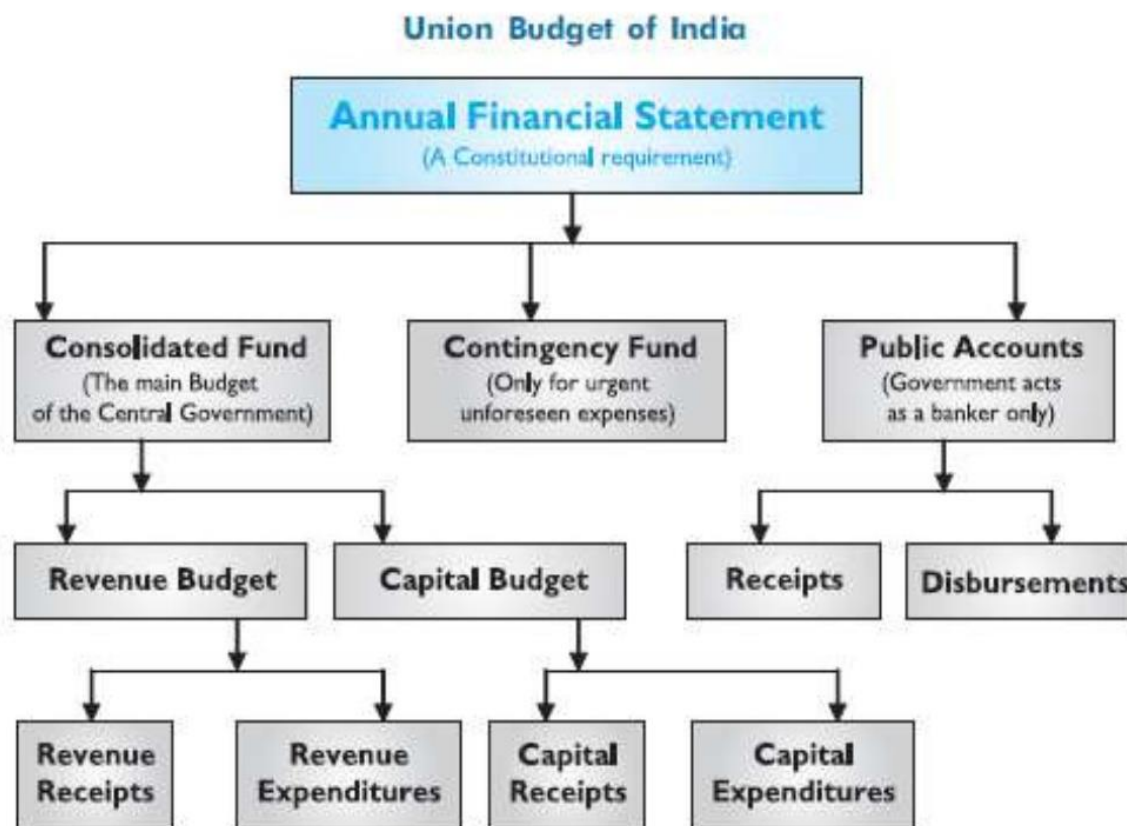 Union Budget of India
Annual Financial Statement
(A Constitutional requirement)
Consolidated Fund
(The main Budget
of the Central Government)
Contingency Fund
(Only for urgent
unforeseen expenses)
Public Accounts
(Government acts
as a banker only)
Revenue Budget
Capital Budget
Receipts
Disbursements
Revenue
Receipts
Revenue
Expenditures
Capital
Receipts
Capital
Expenditures